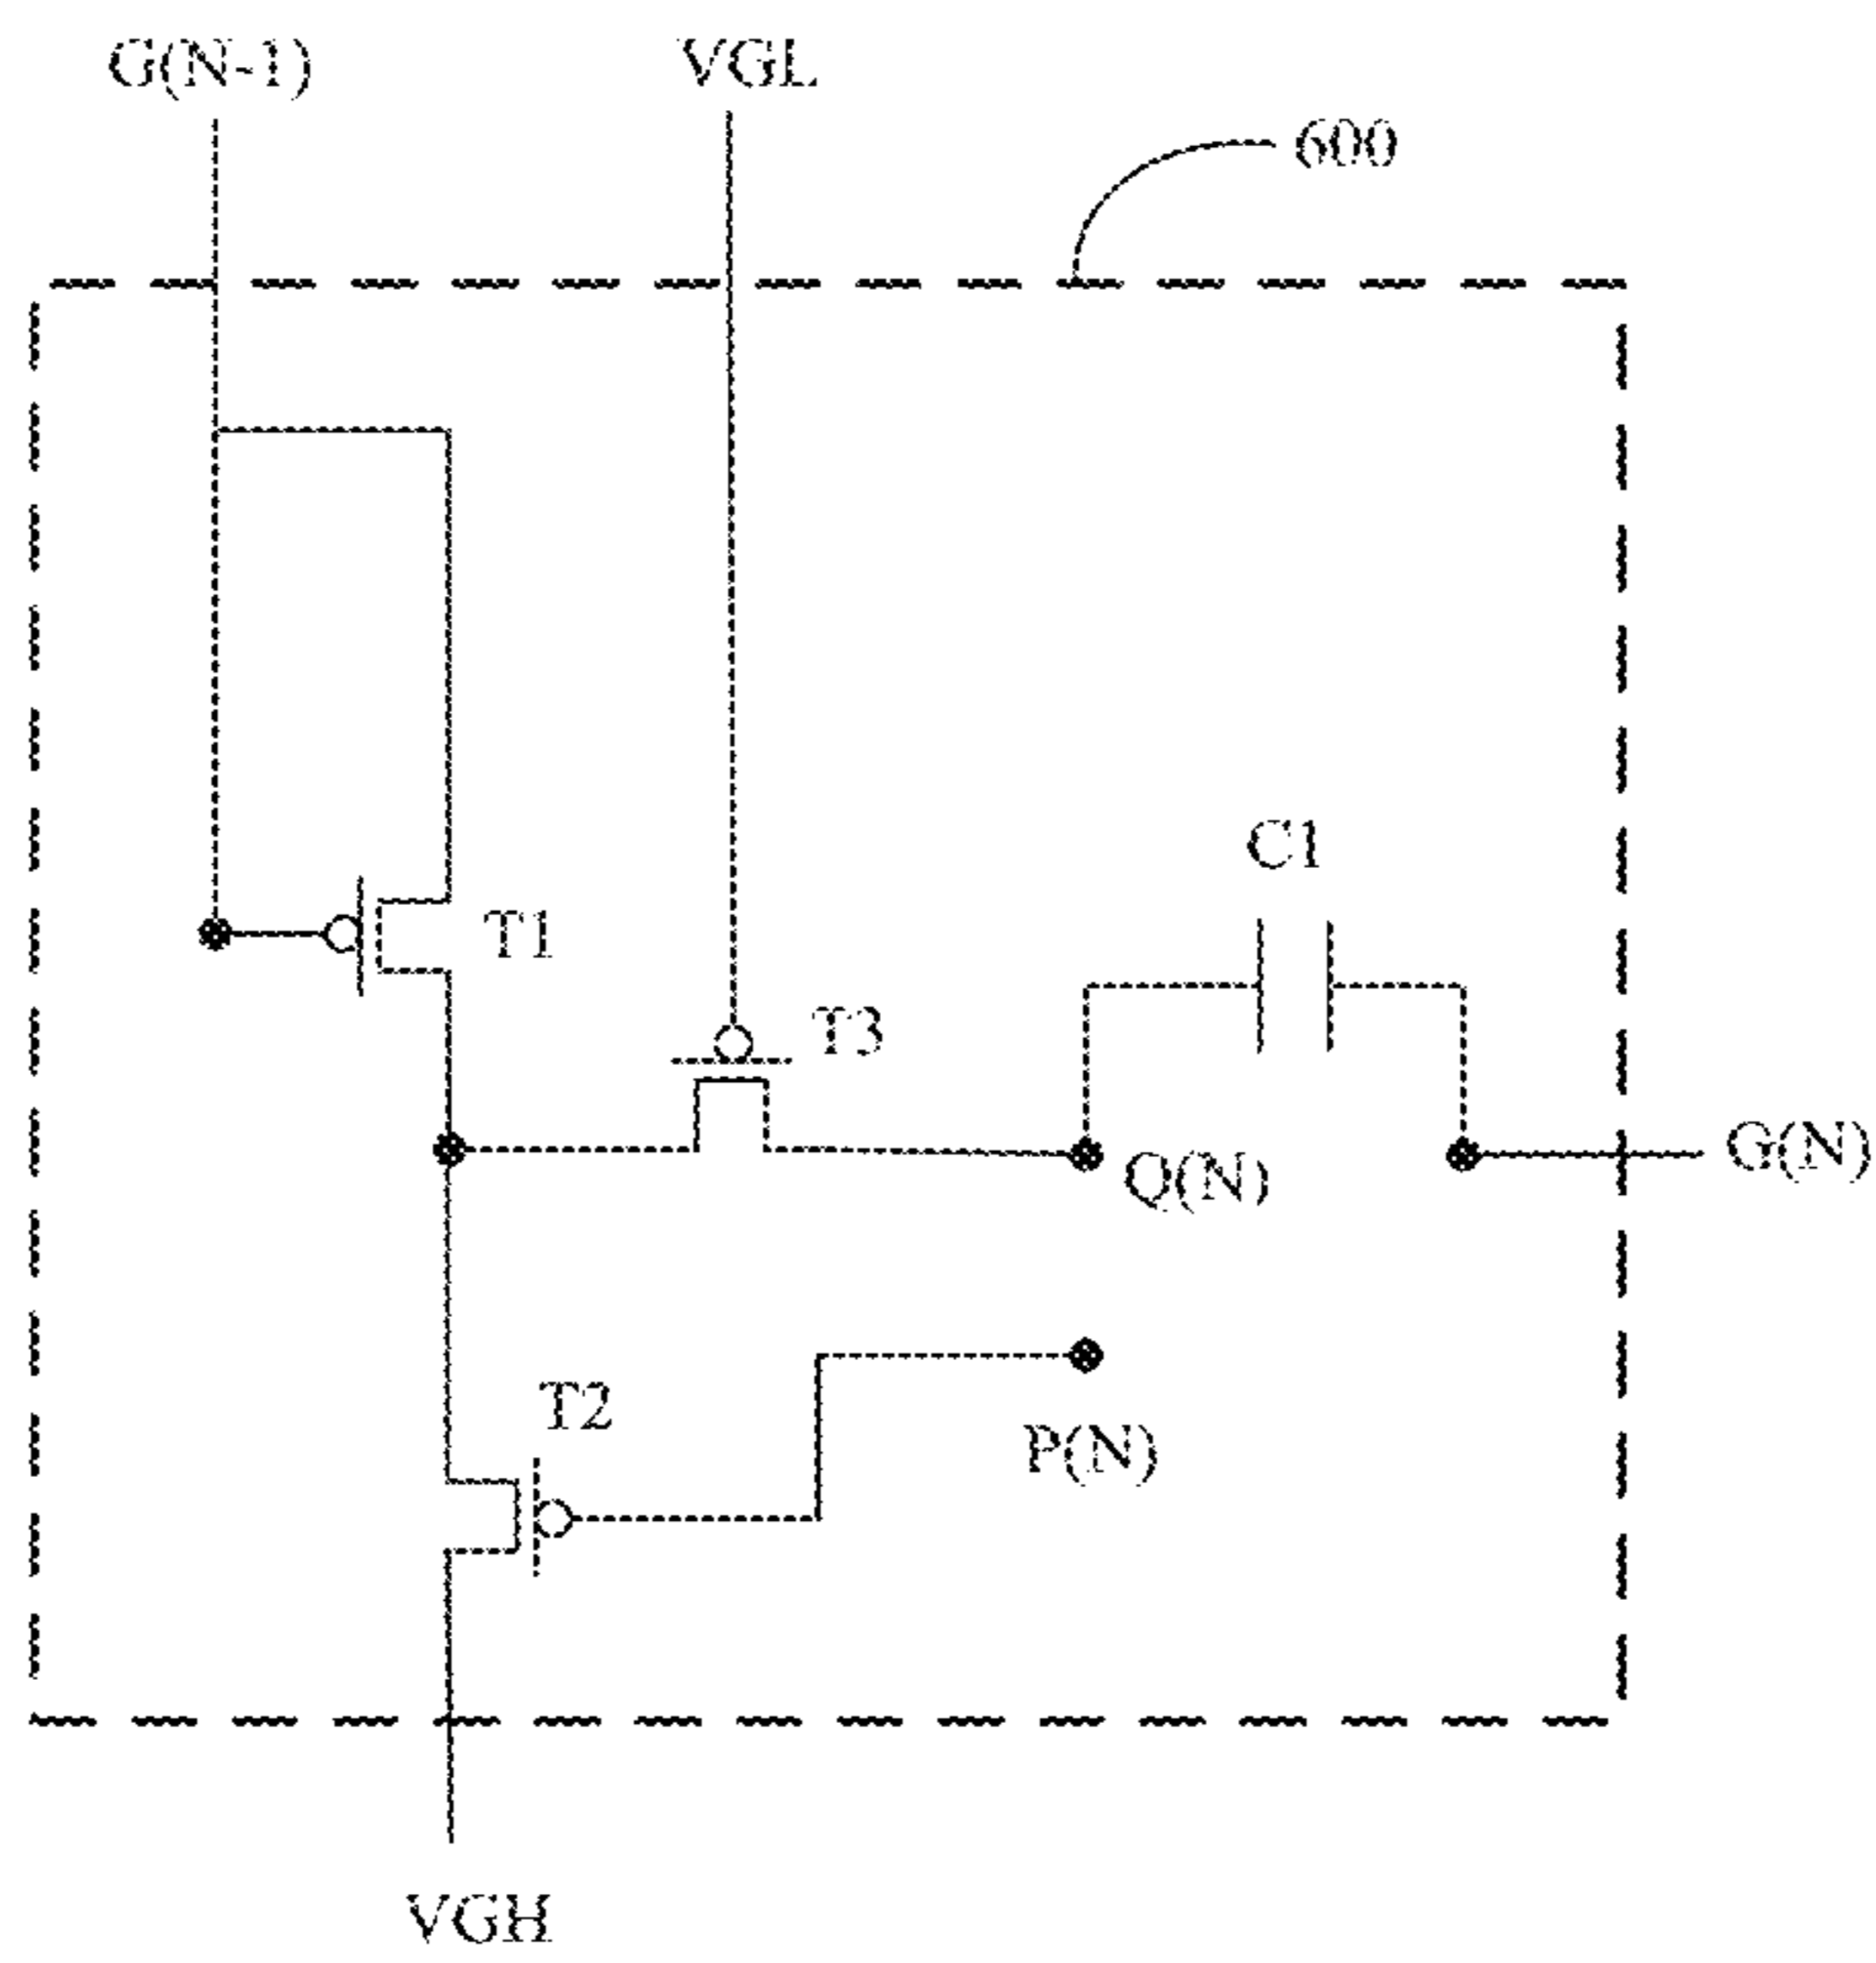 G(N-1)
VGL
600
C1
T1
T3
G(N)
Q(N)
T2
P(N)
VGH